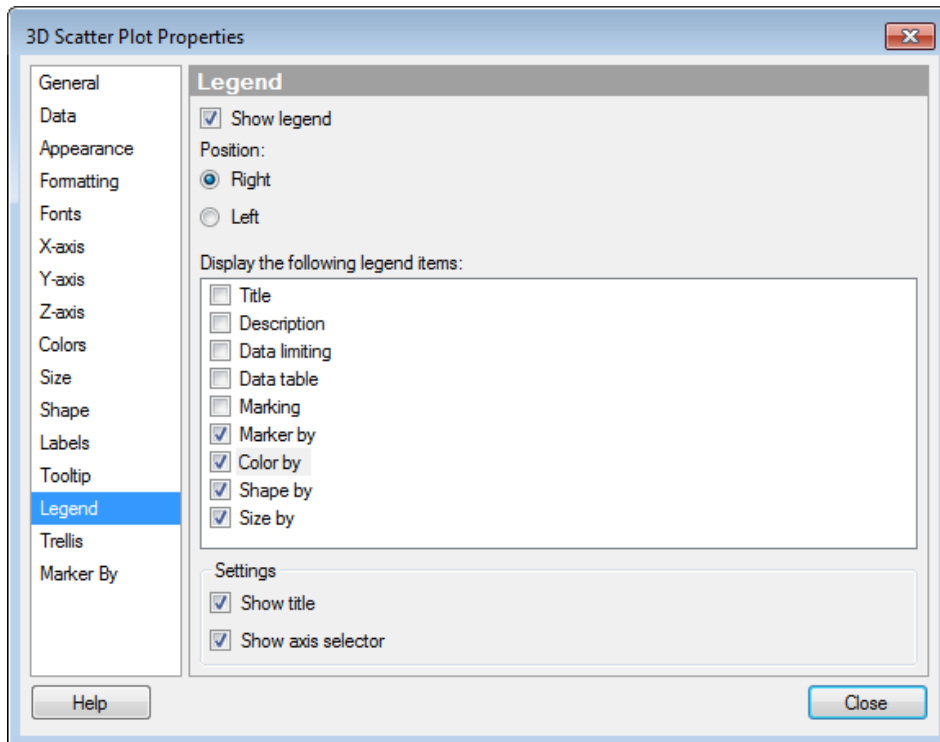 3D Scatter Plot Properties
General
Data
Appearance
Formatting
Fonts
X-axis
Y-axis
Z-axis
Colors
Size
Shape
Labels
Tooltip
Legend
Trellis
Marker By
Legend
Show legend
Position:
Right
Left
Display the following legend items:
Title
Description
Data limiting
Data table
Marking
Marker by
Color by
Shape by
Size by
Settings
Show title
Show axis selector
Help
Close